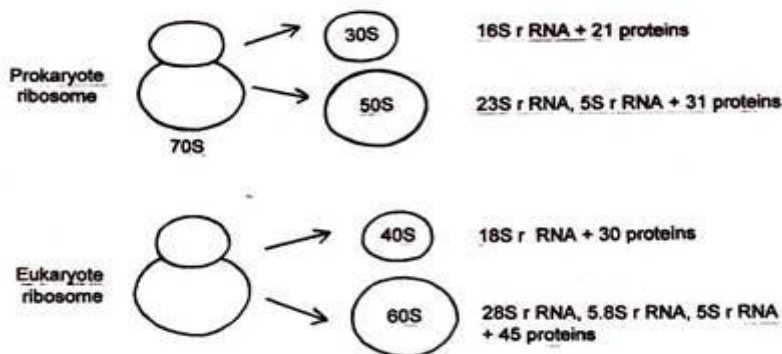 30S
16S r RNA + 21 proteins
Prokaryote
ribosome
50S
23S r RNA, 5S r RNA + 31 proteins
70S
40S
18S r RNA + 30 proteins
Eukaryote
ribosome
60S
28S r RNA, 5.8S r RNA, 5S r RNA
+ 45 proteins